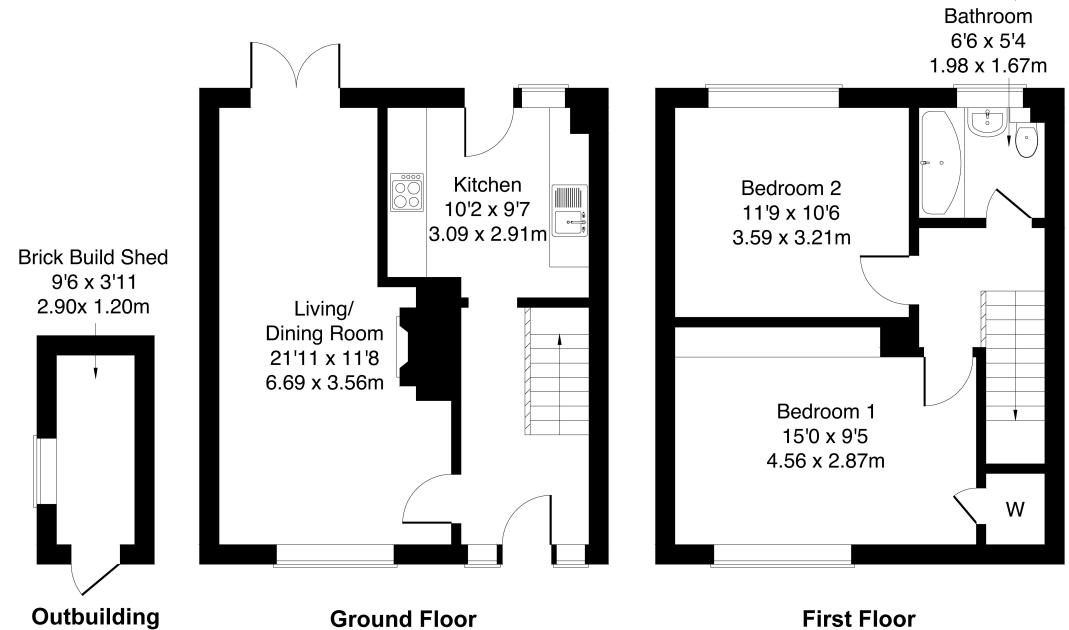 Bathroom
6'6 x 5'4
1.98 x 1.67m
Kitchen
10'2 x 9'7
3.09 x 2.91m
Bedroom 2
11'9 x 10'6
3.59 x 3.21m
Brick Build Shed
9'6 x 3'11
2.90x 1.20m
Living/
Dining Room
21'11 x 11'8
6.69 x 3.56m
Bedroom 1
15'0 x 9'5
4.56 x 2.87m
W
Outbuilding
Ground Floor
First Floor